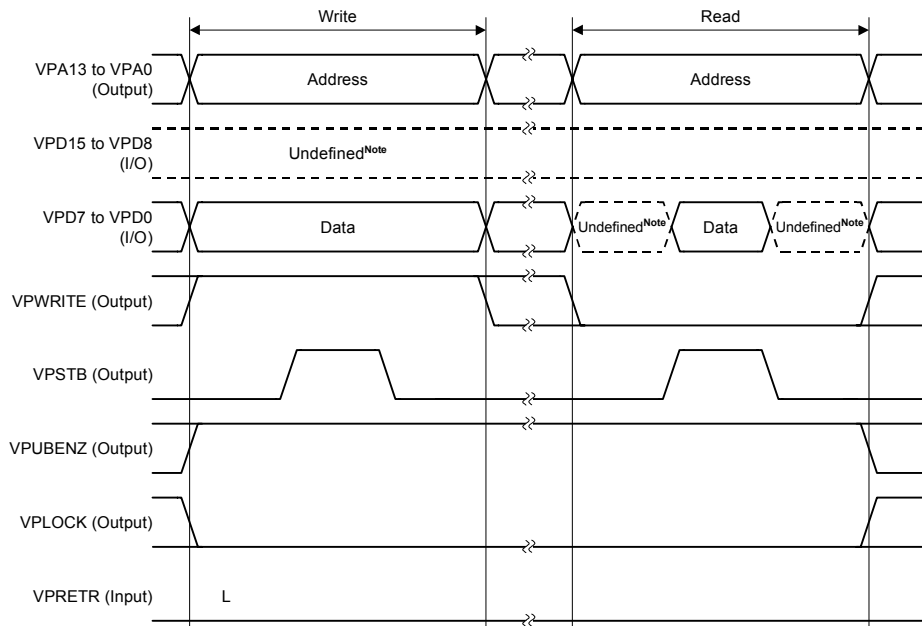 Write
Read
VPA13 to VPA0
(Output)
Address
Address
VPD15 to VPD8
(I/O)
UndefinedNote
VPD7 to VPD0
(I/O)
Data
UndefinedNote
Data
UndefinedNote
VPWRITE (Output)
VPSTB (Output)
VPUBENZ (Output)
VPLOCK (Output)
VPRETR (Input)
L